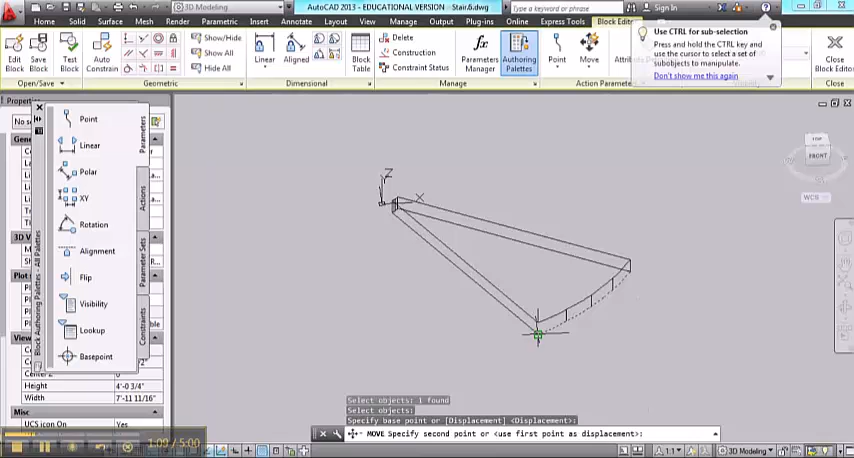 3D Modeling
AutoCAD 2013 - EDUCATIONAL VERSION - Stair.6.dwg
Type a keyword or phrase
Sign In
Home
Solid
Surface
Mesh
Draw
Annotation
Parametric
Insert
Layout
View
Manage
Output
Plug-ins
Online
Express Tools
Block Editor
Edit Block
Save Block
Test Block
Auto Constrain
Show/Hide
Show All
Hide All
Linear
Aligned
Delete
Construction
Constraint Status
Block Table
Parameters Manager
Authoring Palettes
Point
Move
Close Block Editor
Open/Save
Geometric
Dimensional
Manage
Action Parameters
Close
Use CTRL for sub-selection
Press and hold the CTRL key and
use the cursor to select a set of
subobjects to manipulate.
Don't show me this again
Point
Linear
Polar
XY
Rotation
Alignment
Flip
Visibility
Lookup
Basepoint
Parameters
Actions
Parameter Sets
Constraints
Block Authoring Palettes - All Palettes
Height 4'-0 3/4"
Width 7'-11 11/16"
Misc
UCS icon On Yes
Z
X
TOP
FRONT
WCS
Select objects: 1 found
Select objects:
Specify base point or [Displacement] <Displacement>:
MOVE Specify second point or <use first point as displacement>:
1:09 / 5:00
1:1
3D Modeling